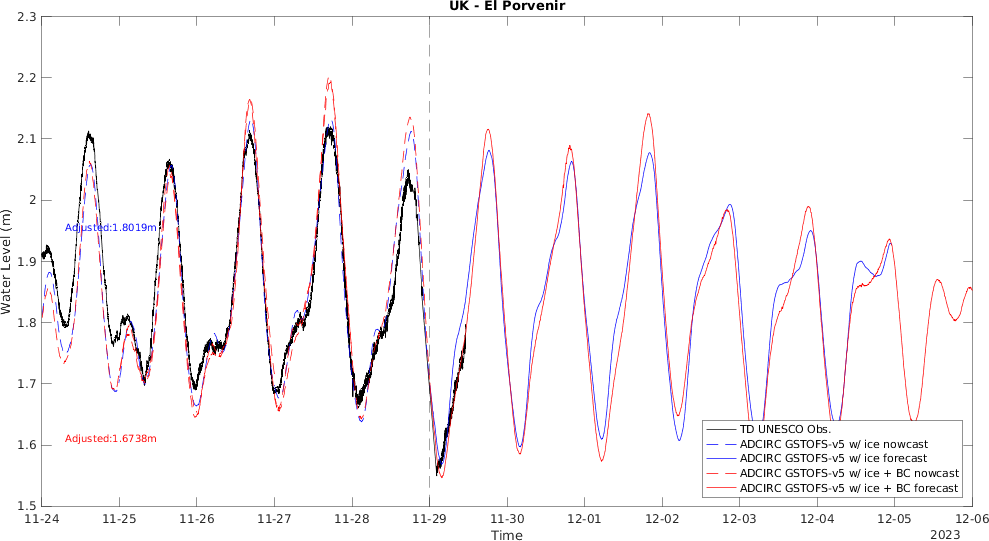 UK - El Porvenir
2.3
2.2
2.1
2
1.9
1.8
1.7
1.6
1.5
Water Level (m)
Adjusted:1.8019m
Adjusted:1.6738m
TD UNESCO Obs.
ADCIRC GSTOFS-v5 w/ ice nowcast
ADCIRC GSTOFS-v5 w/ ice forecast
ADCIRC GSTOFS-v5 w/ ice + BC nowcast
ADCIRC GSTOFS-v5 w/ ice + BC forecast
11-24 11-25 11-26 11-27 11-28 11-29 11-30 12-01 12-02 12-03 12-04 12-05 12-06
Time
2023